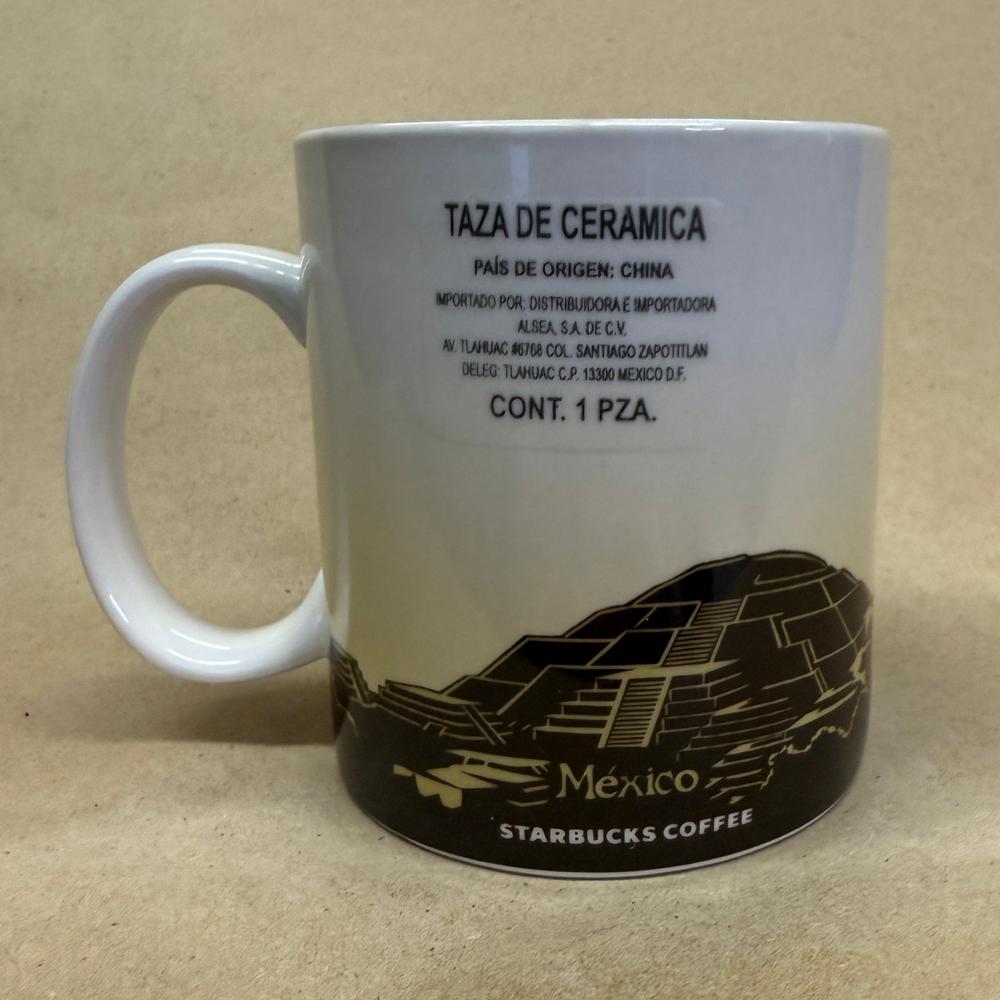 TAZA DE CERAMICA
PAÍS DE ORIGEN: CHINA
IMPORTADO POR: DISTRIBUIDORA E IMPORTADORA
ALSEA, S.A. DE C.V.
AV. TLAHUAC #6768 COL. SANTIAGO ZAPOTITLAN
DELEG: TLAHUAC C.P. 13300 MEXICO D.F.
CONT. 1 PZA.
México
STARBUCKS COFFEE